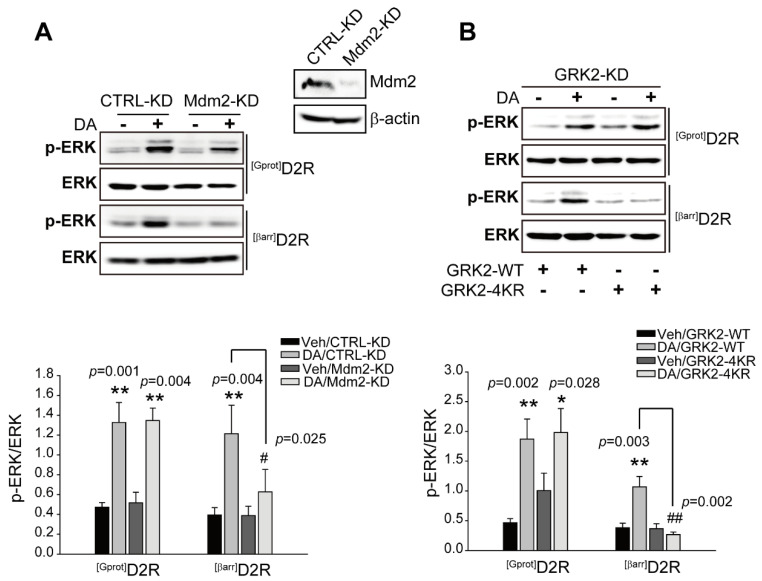 A
CTRL-KD
Mdm2-KD
Mdm2
β-actin
CTRL-KD Mdm2-KD
DA - + - +
p-ERK
ERK
[Gprot]D2R
p-ERK
ERK
[βarr]D2R
B
GRK2-KD
DA - + - +
p-ERK
ERK
[Gprot]D2R
p-ERK
ERK
[βarr]D2R
GRK2-WT + + - -
GRK2-4KR - - + +
Veh/CTRL-KD
DA/CTRL-KD
Veh/Mdm2-KD
DA/Mdm2-KD
p=0.001
p=0.004
p=0.004
p=0.025
** ** ** #
p-ERK/ERK
1.8
1.6
1.4
1.2
1.0
0.8
0.6
0.4
0.2
0.0
[Gprot]D2R [βarr]D2R
Veh/GRK2-WT
DA/GRK2-WT
Veh/GRK2-4KR
DA/GRK2-4KR
p=0.002
p=0.028
p=0.003
p=0.002
** * ** ##
p-ERK/ERK
3.0
2.5
2.0
1.5
1.0
0.5
0.0
[Gprot]D2R [βarr]D2R